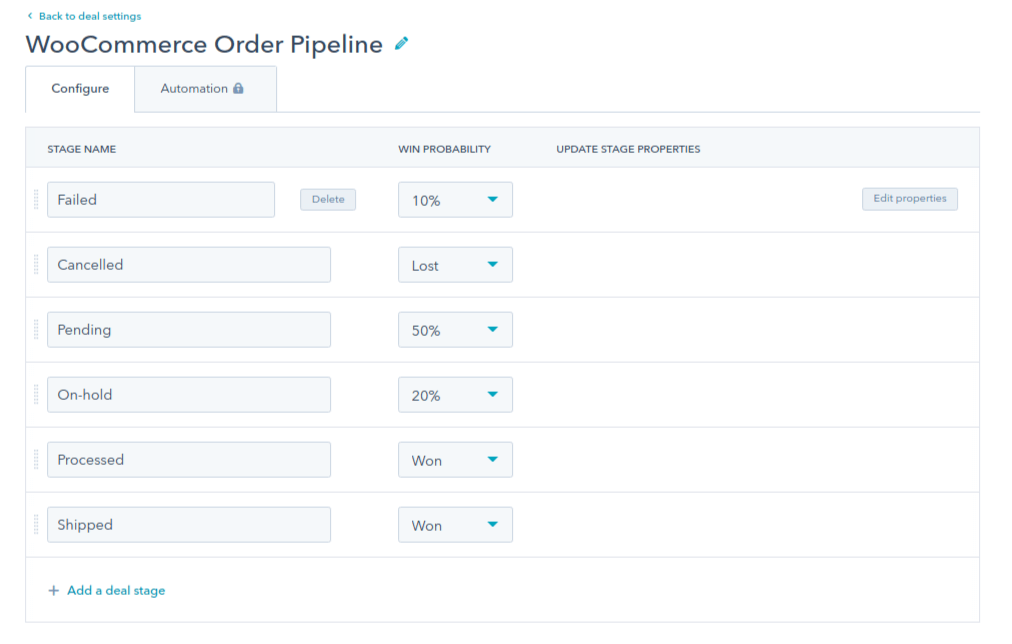 Back to deal settings
WooCommerce Order Pipeline
Configure Automation
STAGE NAME WIN PROBABILITY UPDATE STAGE PROPERTIES
Failed Delete 10% Edit properties
Cancelled Lost
Pending 50%
On-hold 20%
Processed Won
Shipped Won
+ Add a deal stage